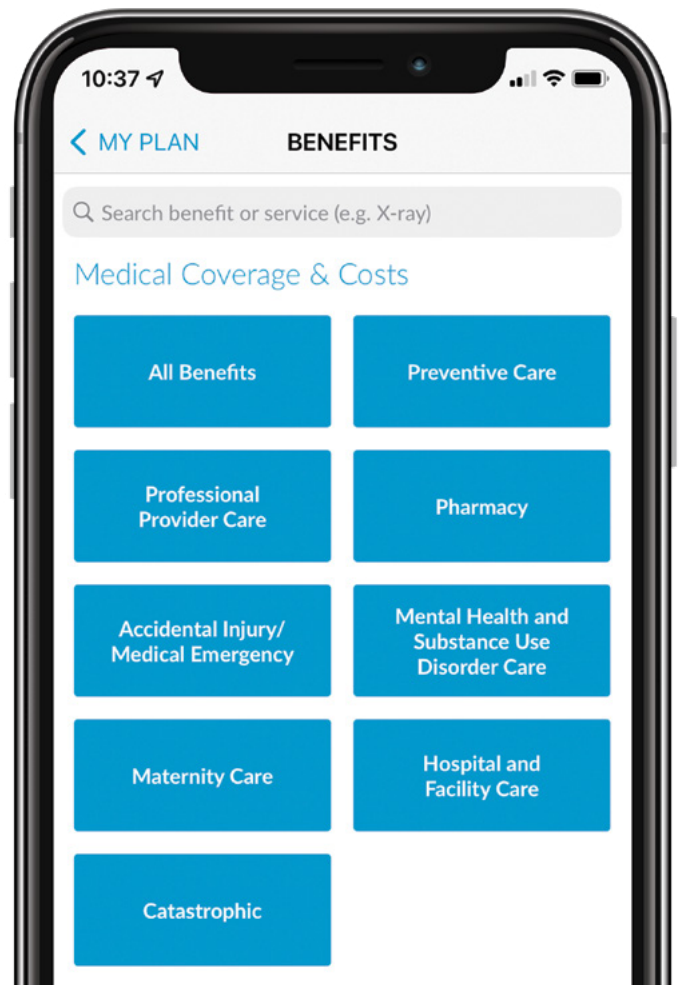 10:37
MY PLAN
BENEFITS
Search benefit or service (e.g. X-ray)
Medical Coverage & Costs
All Benefits
Preventive Care
Professional
Provider Care
Pharmacy
Accidental Injury/
Medical Emergency
Mental Health and
Substance Use
Disorder Care
Maternity Care
Hospital and
Facility Care
Catastrophic